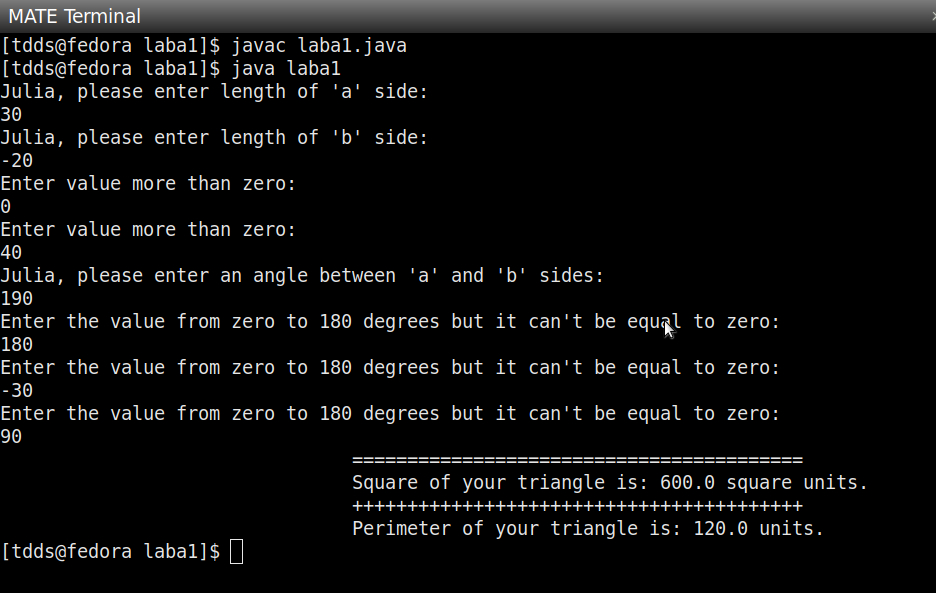 MATE Terminal
[tdds@fedora laba1]$ javac laba1.java
[tdds@fedora laba1]$ java laba1
Julia, please enter length of 'a' side:
30
Julia, please enter length of 'b' side:
-20
Enter value more than zero:
0
Enter value more than zero:
40
Julia, please enter an angle between 'a' and 'b' sides:
190
Enter the value from zero to 180 degrees but it can't be equal to zero:
180
Enter the value from zero to 180 degrees but it can't be equal to zero:
-30
Enter the value from zero to 180 degrees but it can't be equal to zero:
90
=========================================
Square of your triangle is: 600.0 square units.
+++++++++++++++++++++++++++++++++++++++++
Perimeter of your triangle is: 120.0 units.
[tdds@fedora laba1]$